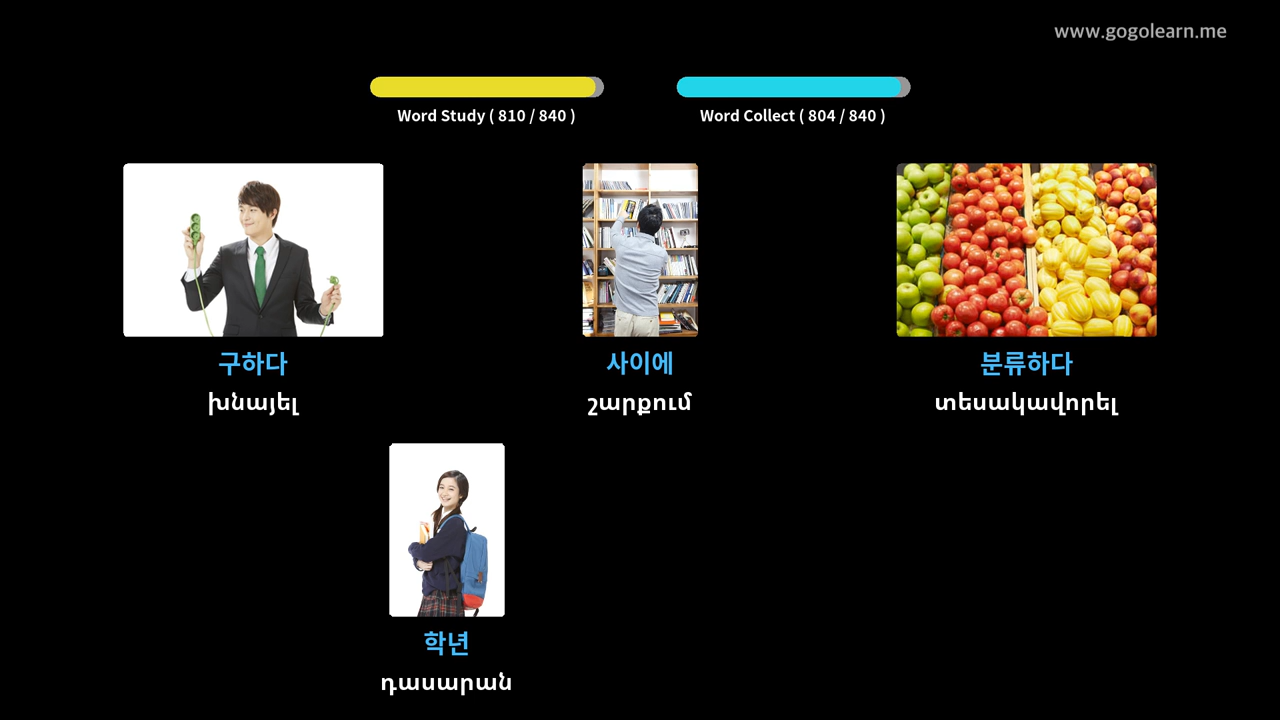 www.gogolearn.me
Word Study ( 810 / 840 )
Word Collect ( 804 / 840 )
구하다
խնայել
사이에
շարքում
분류하다
տեսակավորել
학년
դասարան